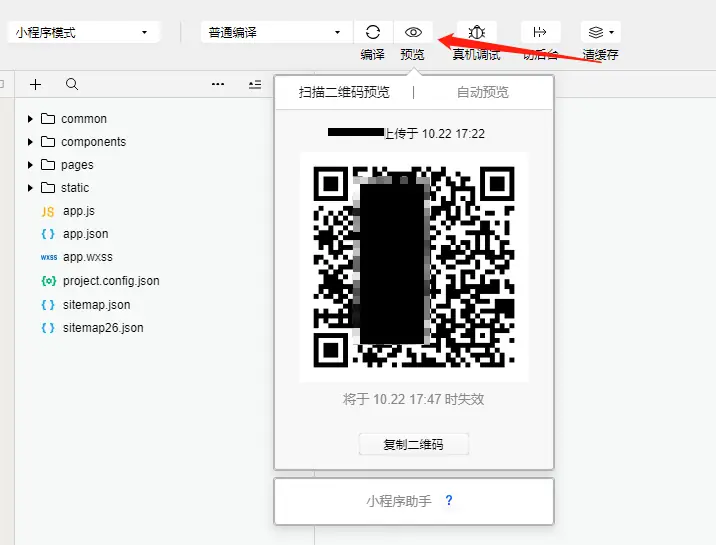 小程序模式
普通编译
编译
预览
真机调试
切后台
清缓存
扫描二维码预览
自动预览
上传于 10.22 17:22
将于 10.22 17:47 时失效
复制二维码
小程序助手 ?
common
components
pages
static
JS app.js
{ } app.json
wxss app.wxss
{o} project.config.json
{ } sitemap.json
{ } sitemap26.json